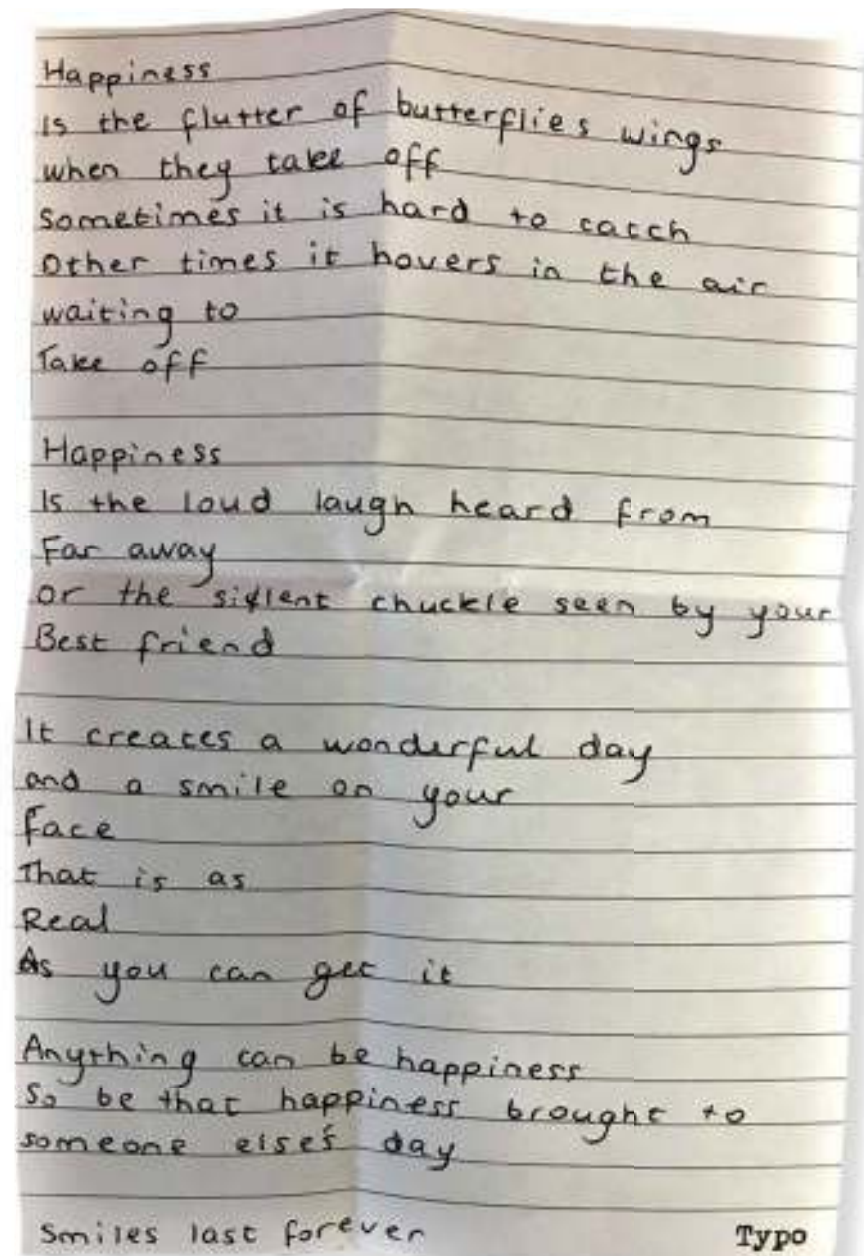 Happiness
Is the flutter of butterflies wings
when they take off
Sometimes it is hard to catch
Other times it hovers in the air
waiting to
Take off
Happiness
Is the loud laugh heard from
Far away
or the silent chuckle seen by your
Best friend
It creates a wonderful day
and a smile on your
face
That is as
Real
As you can get it
Anything can be happiness
So be that happiness brought to
someone else's day
Smiles last forever
Typo